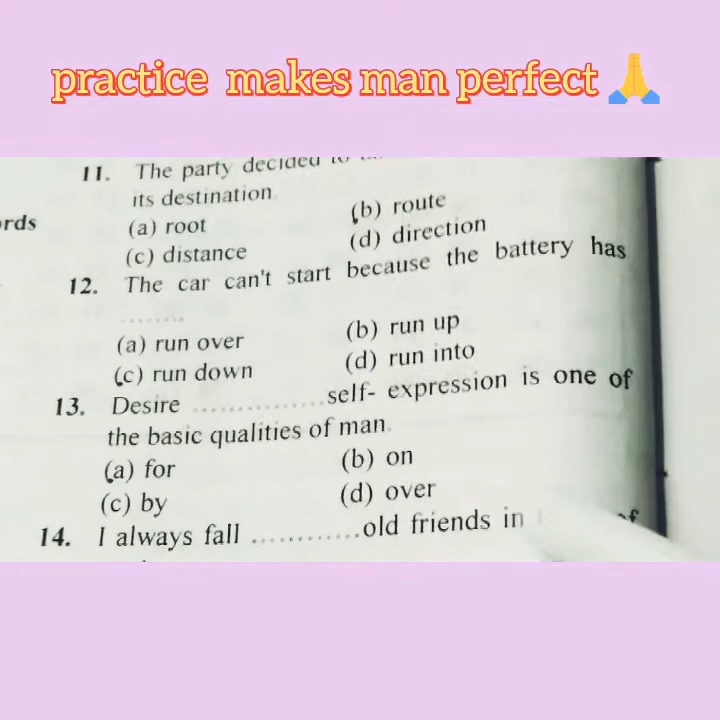 practice makes man perfect 🙏
11. The party decided to
its destination.
rds
(a) root (b) route
(c) distance (d) direction
12. The car can't start because the battery has
.........
(a) run over (b) run up
(c) run down (d) run into
13. Desire .............. self- expression is one of
the basic qualities of man.
(a) for (b) on
(c) by (d) over
14. I always fall ............. old friends in of